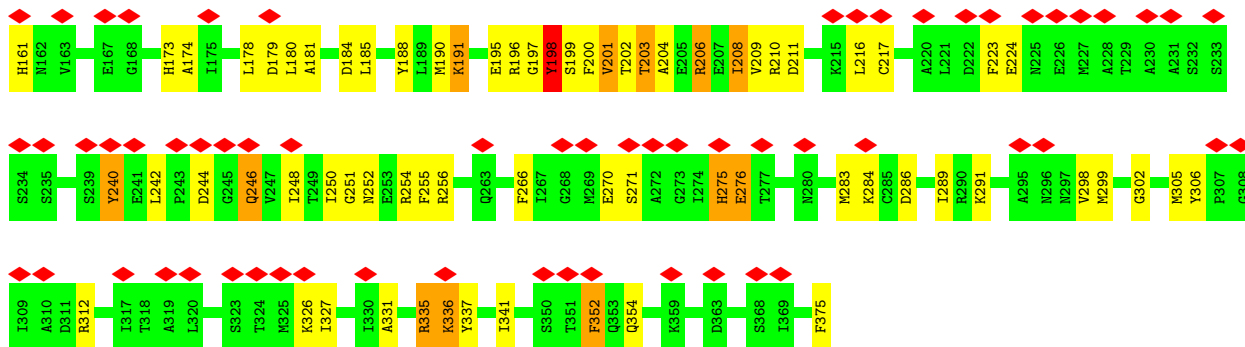 H161 N162 V163 E167 G168 H173 A174 I175 L178 D179 L180 A181 D184 L185 Y188 L189 M190 K191 E195 R196 G197 Y198 S199 F200 V201 T202 T203 A204 E205 R206 E207 I208 V209 R210 D211 K215 L216 C217 A220 L221 D222 F223 E224 N225 E226 M227 A228 T229 A230 A231 S232 S233
S234 S235 S239 Y240 E241 L242 P243 D244 G245 Q246 V247 I248 T249 I250 G251 N252 E253 R254 F255 R256 Q263 F266 I267 G268 M269 E270 S271 A272 G273 I274 H275 E276 T277 N280 M283 K284 C285 D286 I289 R290 K291 A295 N296 N297 V298 M299 G302 M305 Y306 P307 G308
I309 A310 D311 R312 I317 T318 A319 L320 S323 T324 M325 K326 I327 I330 A331 R335 K336 Y337 I341 S350 T351 F352 Q353 Q354 K359 D363 S368 I369 F375